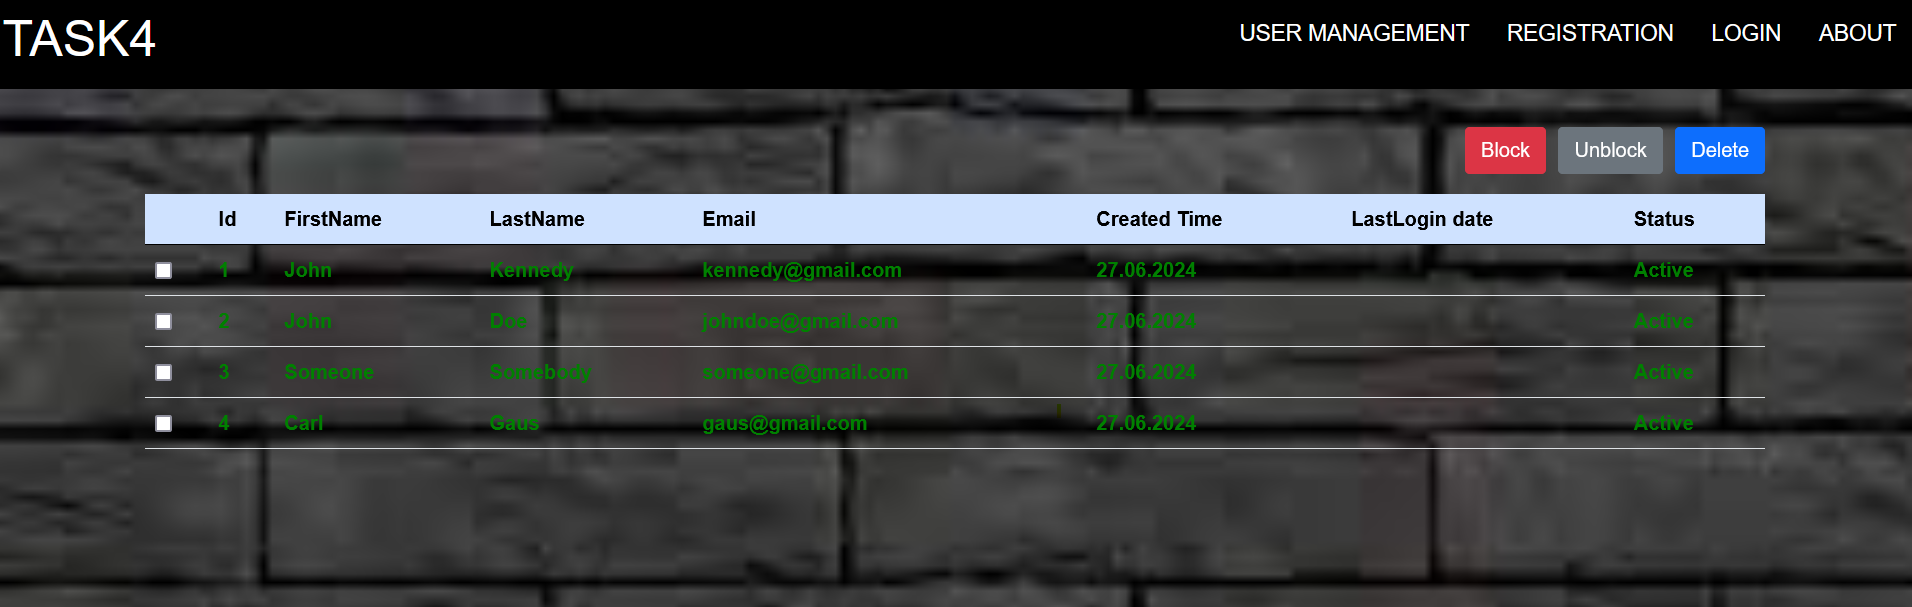 TASK4
USER MANAGEMENT REGISTRATION LOGIN ABOUT
Block Unblock Delete
Id FirstName LastName Email Created Time LastLogin date Status
1 John Kennedy kennedy@gmail.com 27.06.2024 Active
2 John Doe johndoe@gmail.com 27.06.2024 Active
3 Someone Somebody someone@gmail.com 27.06.2024 Active
4 Carl Gaus gaus@gmail.com 27.06.2024 Active